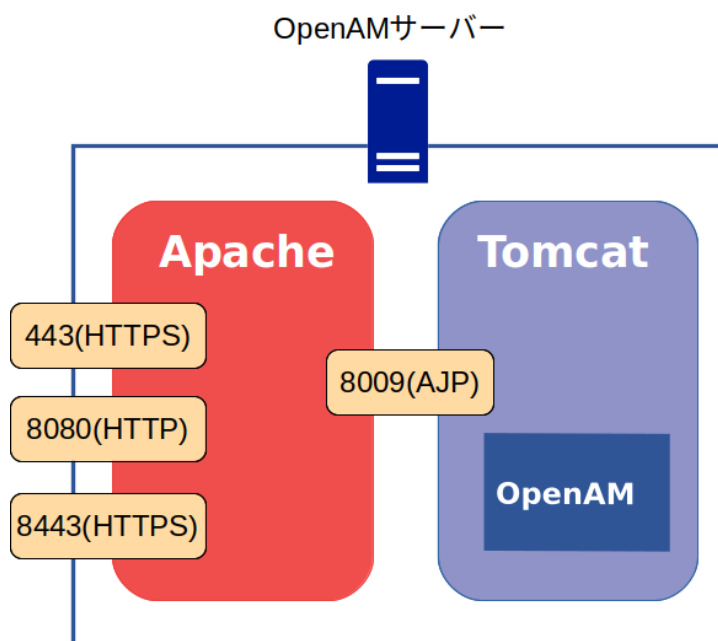 OpenAMサーバー
Apache
Tomcat
443(HTTPS)
8009(AJP)
8080(HTTP)
OpenAM
8443(HTTPS)